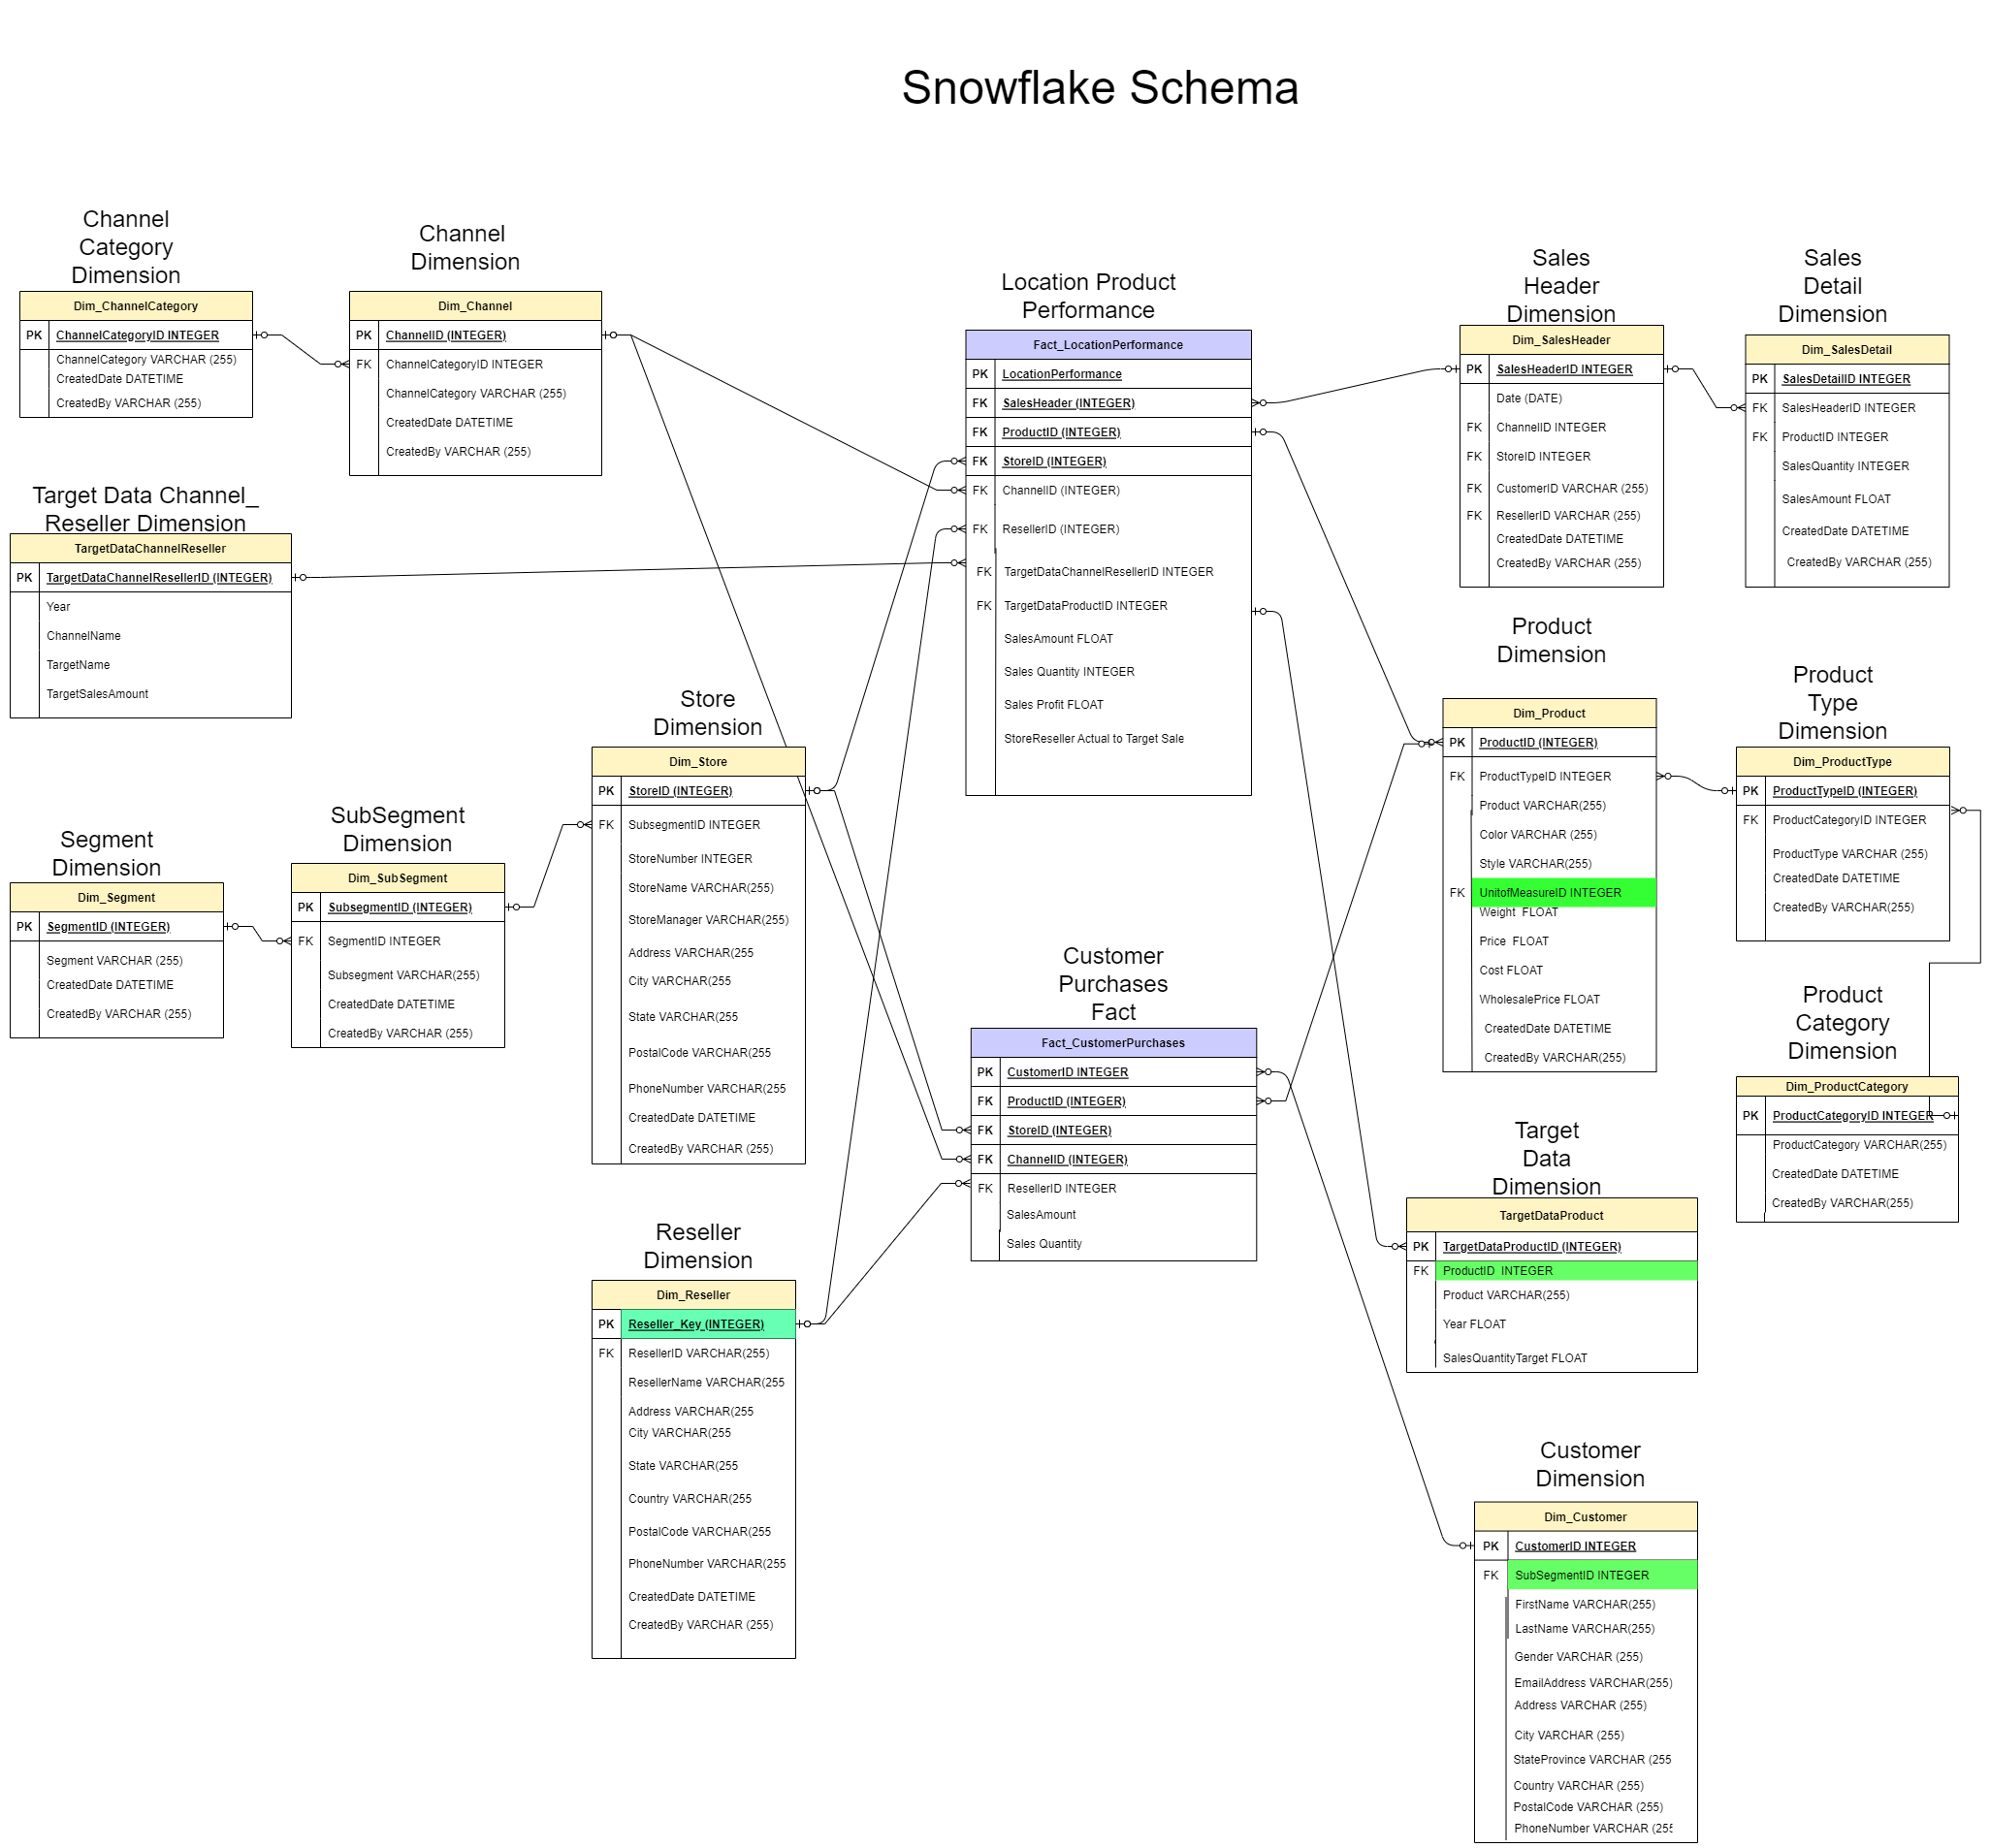 Snowflake Schema
Channel
Category
Dimension
Dim_ChannelCategory
PK ChannelCategoryID INTEGER
ChannelCategory VARCHAR (255)
CreatedDate DATETIME
CreatedBy VARCHAR (255)
Channel
Dimension
Dim_Channel
PK ChannelID (INTEGER)
FK ChannelCategoryID INTEGER
ChannelCategory VARCHAR (255)
CreatedDate DATETIME
CreatedBy VARCHAR (255)
Target Data Channel_
Reseller Dimension
TargetDataChannelReseller
PK TargetDataChannelResellerID (INTEGER)
Year
ChannelName
TargetName
TargetSalesAmount
Location Product
Performance
Fact_LocationPerformance
PK LocationPerformance
FK SalesHeader (INTEGER)
FK ProductID (INTEGER)
FK StoreID (INTEGER)
FK ChannelID (INTEGER)
FK ResellerID (INTEGER)
FK TargetDataChannelResellerID INTEGER
FK TargetDataProductID INTEGER
SalesAmount FLOAT
Sales Quantity INTEGER
Sales Profit FLOAT
StoreReseller Actual to Target Sale
Sales
Header
Dimension
Dim_SalesHeader
PK SalesHeaderID INTEGER
Date (DATE)
FK ChannelID INTEGER
FK StoreID INTEGER
FK CustomerID VARCHAR (255)
FK ResellerID VARCHAR (255)
CreatedDate DATETIME
CreatedBy VARCHAR (255)
Sales
Detail
Dimension
Dim_SalesDetail
PK SalesDetailID INTEGER
FK SalesHeaderID INTEGER
FK ProductID INTEGER
SalesQuantity INTEGER
SalesAmount FLOAT
CreatedDate DATETIME
CreatedBy VARCHAR (255)
Product
Dimension
Dim_Product
PK ProductID (INTEGER)
FK ProductTypeID INTEGER
Product VARCHAR(255)
Color VARCHAR (255)
Style VARCHAR(255)
FK UnitofMeasureID INTEGER
Weight FLOAT
Price FLOAT
Cost FLOAT
WholesalePrice FLOAT
CreatedDate DATETIME
CreatedBy VARCHAR(255)
Product
Type
Dimension
Dim_ProductType
PK ProductTypeID (INTEGER)
FK ProductCategoryID INTEGER
ProductType VARCHAR (255)
CreatedDate DATETIME
CreatedBy VARCHAR(255)
Segment
Dimension
Dim_Segment
PK SegmentID (INTEGER)
Segment VARCHAR (255)
CreatedDate DATETIME
CreatedBy VARCHAR (255)
SubSegment
Dimension
Dim_SubSegment
PK SubsegmentID (INTEGER)
FK SegmentID INTEGER
Subsegment VARCHAR(255)
CreatedDate DATETIME
CreatedBy VARCHAR (255)
Store
Dimension
Dim_Store
PK StoreID (INTEGER)
FK SubsegmentID INTEGER
StoreNumber INTEGER
StoreName VARCHAR(255)
StoreManager VARCHAR(255)
Address VARCHAR(255
City VARCHAR(255
State VARCHAR(255
PostalCode VARCHAR(255
PhoneNumber VARCHAR(255
CreatedDate DATETIME
CreatedBy VARCHAR (255)
Customer
Purchases
Fact
Fact_CustomerPurchases
PK CustomerID INTEGER
FK ProductID (INTEGER)
FK StoreID (INTEGER)
FK ChannelID (INTEGER)
FK ResellerID INTEGER
SalesAmount
Sales Quantity
Product
Category
Dimension
Dim_ProductCategory
PK ProductCategoryID INTEGER
ProductCategory VARCHAR(255)
CreatedDate DATETIME
CreatedBy VARCHAR(255)
Target
Data
Dimension
TargetDataProduct
PK TargetDataProductID (INTEGER)
FK ProductID INTEGER
Product VARCHAR(255)
Year FLOAT
SalesQuantityTarget FLOAT
Reseller
Dimension
Dim_Reseller
PK Reseller_Key (INTEGER)
FK ResellerID VARCHAR(255)
ResellerName VARCHAR(255
Address VARCHAR(255
City VARCHAR(255
State VARCHAR(255
Country VARCHAR(255
PostalCode VARCHAR(255
PhoneNumber VARCHAR(255
CreatedDate DATETIME
CreatedBy VARCHAR (255)
Customer
Dimension
Dim_Customer
PK CustomerID INTEGER
FK SubSegmentID INTEGER
FirstName VARCHAR(255)
LastName VARCHAR(255)
Gender VARCHAR (255)
EmailAddress VARCHAR(255)
Address VARCHAR (255)
City VARCHAR (255)
StateProvince VARCHAR (255
Country VARCHAR (255)
PostalCode VARCHAR (255)
PhoneNumber VARCHAR (255